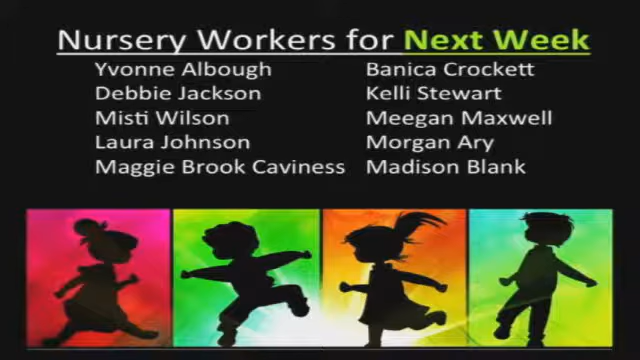 Nursery Workers for Next Week
Yvonne Albough
Debbie Jackson
Misti Wilson
Laura Johnson
Maggie Brook Caviness
Banica Crockett
Kelli Stewart
Meegan Maxwell
Morgan Ary
Madison Blank